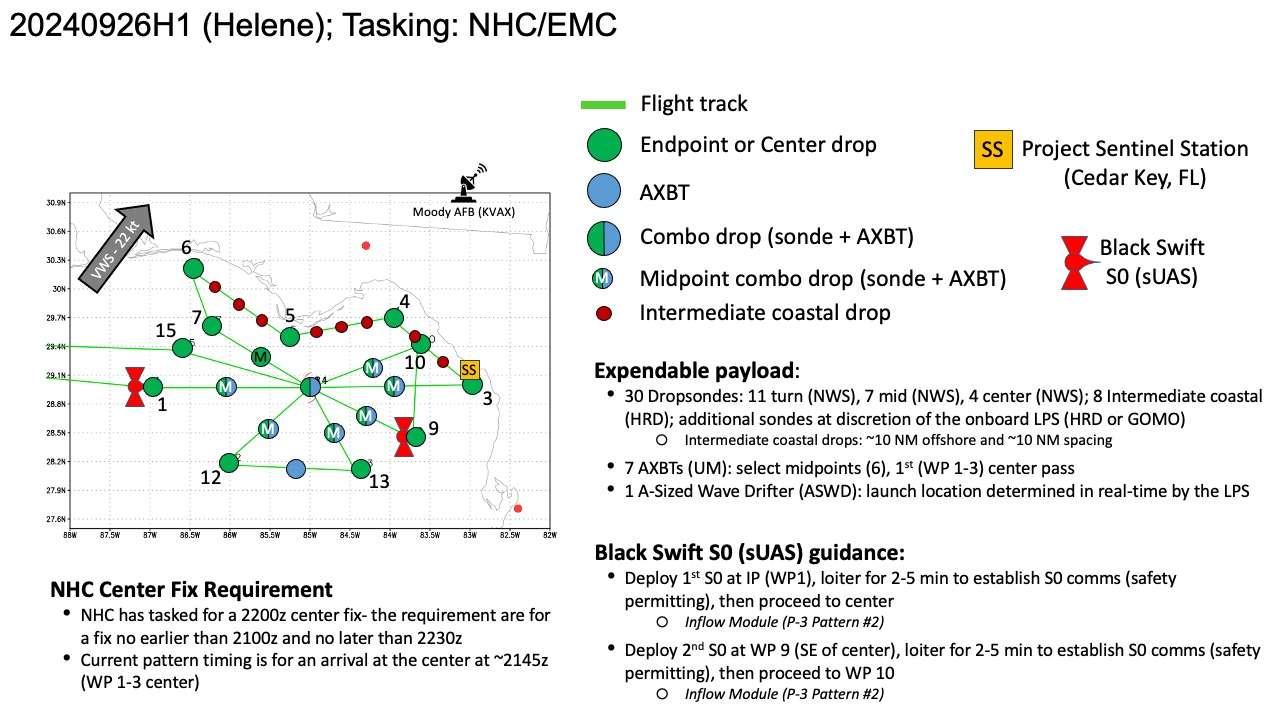 20240926H1 (Helene); Tasking: NHC/EMC
Flight track
Endpoint or Center drop
AXBT
Combo drop (sonde + AXBT)
M
Midpoint combo drop (sonde + AXBT)
Intermediate coastal drop
SS
Project Sentinel Station
(Cedar Key, FL)
Black Swift
S0 (sUAS)
Moody AFB (KVAX)
VWS - 22 kt
30.9N
30.6N
30.3N
30N
29.7N
29.4N
29.1N
28.8N
28.5N
28.2N
27.9N
27.6N
88W
87.5W
87W
86.5W
86W
85.5W
85W
84.5W
84W
83.5W
83W
82.5W
82W
6
4
7
5
15
10
M
M
SS
M
M
1
3
M
9
M
M
12
13
NHC Center Fix Requirement
• NHC has tasked for a 2200z center fix- the requirement are for
a fix no earlier than 2100z and no later than 2230z
• Current pattern timing is for an arrival at the center at ~2145z
(WP 1-3 center)
Expendable payload:
• 30 Dropsondes: 11 turn (NWS), 7 mid (NWS), 4 center (NWS); 8 Intermediate coastal
(HRD); additional sondes at discretion of the onboard LPS (HRD or GOMO)
o Intermediate coastal drops: ~10 NM offshore and ~10 NM spacing
• 7 AXBTs (UM): select midpoints (6), 1st (WP 1-3) center pass
• 1 A-Sized Wave Drifter (ASWD): launch location determined in real-time by the LPS
Black Swift S0 (sUAS) guidance:
• Deploy 1st S0 at IP (WP1), loiter for 2-5 min to establish S0 comms (safety
permitting), then proceed to center
o Inflow Module (P-3 Pattern #2)
• Deploy 2nd S0 at WP 9 (SE of center), loiter for 2-5 min to establish S0 comms (safety
permitting), then proceed to WP 10
o Inflow Module (P-3 Pattern #2)